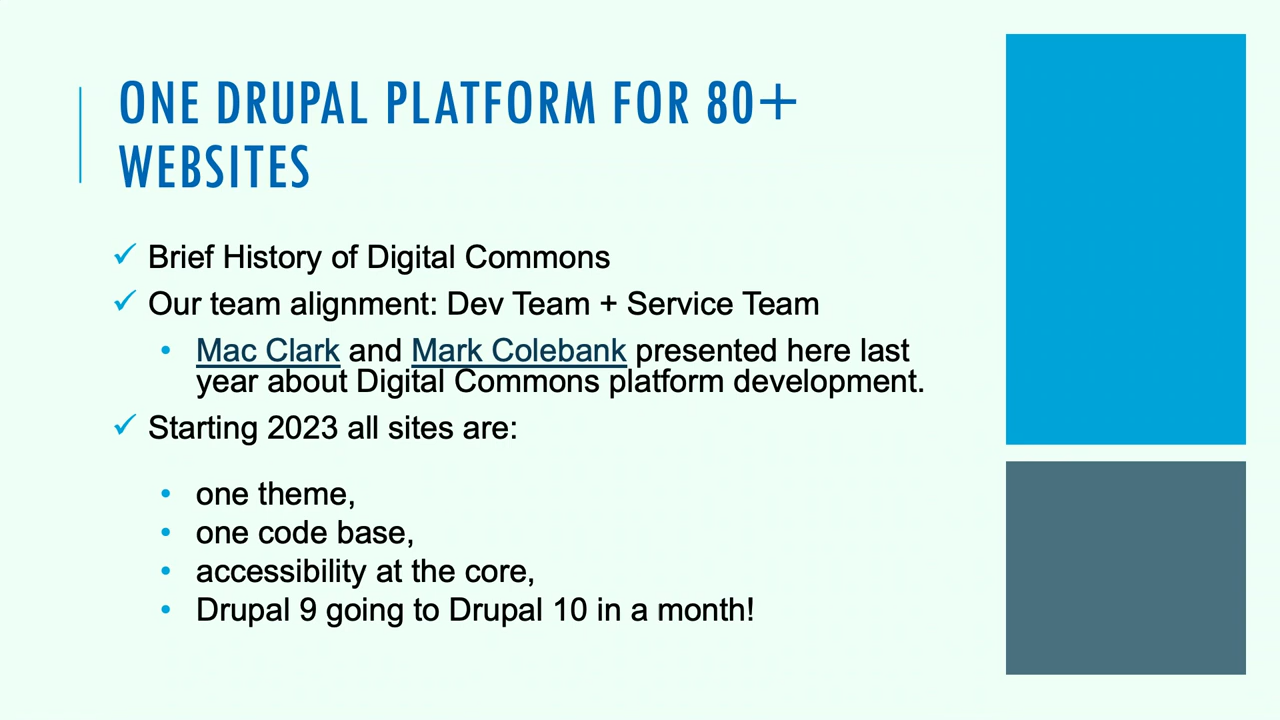 ONE DRUPAL PLATFORM FOR 80+
WEBSITES
✓ Brief History of Digital Commons
✓ Our team alignment: Dev Team + Service Team
• Mac Clark and Mark Colebank presented here last
year about Digital Commons platform development.
✓ Starting 2023 all sites are:
• one theme,
• one code base,
• accessibility at the core,
• Drupal 9 going to Drupal 10 in a month!